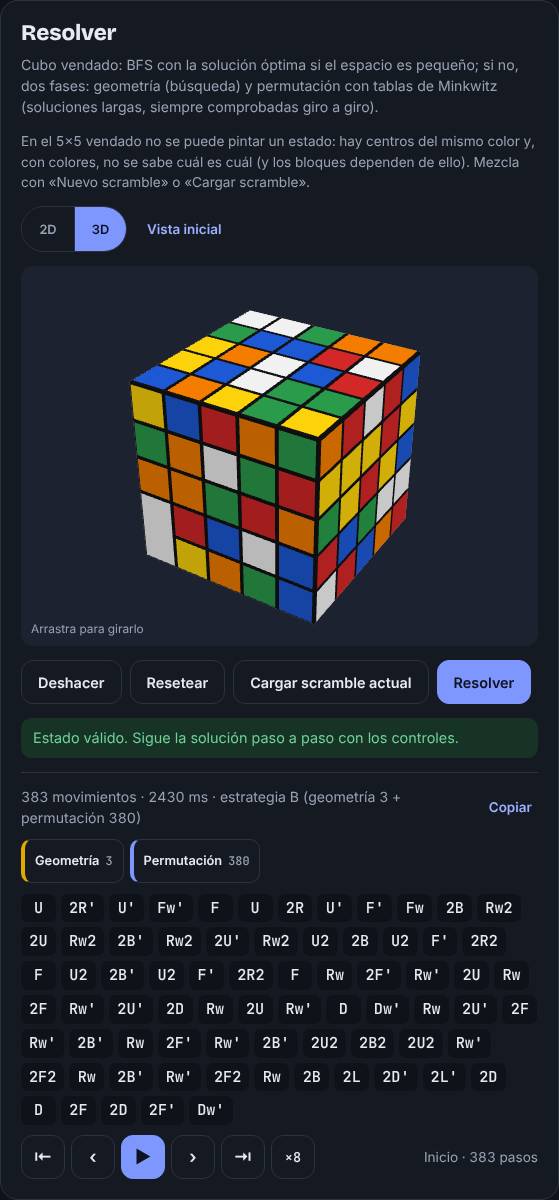 Resolver
Cubo vendado: BFS con la solución óptima si el espacio es pequeño; si no,
dos fases: geometría (búsqueda) y permutación con tablas de Minkwitz
(soluciones largas, siempre comprobadas giro a giro).
En el 5×5 vendado no se puede pintar un estado: hay centros del mismo color y,
con colores, no se sabe cuál es cuál (y los bloques dependen de ello). Mezcla
con «Nuevo scramble» o «Cargar scramble».
2D 3D Vista inicial
Arrastra para girarlo
Deshacer Resetear Cargar scramble actual Resolver
Estado válido. Sigue la solución paso a paso con los controles.
383 movimientos · 2430 ms · estrategia B (geometría 3 +
permutación 380)
Copiar
Geometría 3 Permutación 380
U 2R' U' Fw' F U 2R U' F' Fw 2B Rw2
2U Rw2 2B' Rw2 2U' Rw2 U2 2B U2 F' 2R2
F U2 2B' U2 F' 2R2 F Rw 2F' Rw' 2U Rw
2F Rw' 2U' 2D Rw 2U Rw' D Dw' Rw 2U' 2F
Rw' 2B' Rw 2F' Rw' 2B' 2U2 2B2 2U2 Rw'
2F2 Rw 2B' Rw' 2F2 Rw 2B 2L 2D' 2L' 2D
D 2F 2D 2F' Dw'
×8 Inicio · 383 pasos